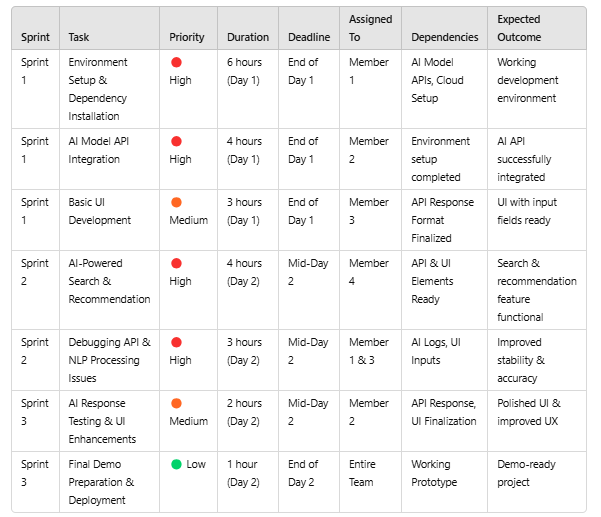 Sprint Task Priority Duration Deadline Assigned To Dependencies Expected Outcome
Sprint 1 Environment Setup & Dependency Installation High 6 hours (Day 1) End of Day 1 Member 1 AI Model APIs, Cloud Setup Working development environment
Sprint 1 AI Model API Integration High 4 hours (Day 1) End of Day 1 Member 2 Environment setup completed AI API successfully integrated
Sprint 1 Basic UI Development Medium 3 hours (Day 1) End of Day 1 Member 3 API Response Format Finalized UI with input fields ready
Sprint 2 AI-Powered Search & Recommendation High 4 hours (Day 2) Mid-Day 2 Member 4 API & UI Elements Ready Search & recommendation feature functional
Sprint 2 Debugging API & NLP Processing Issues High 3 hours (Day 2) Mid-Day 2 Member 1 & 3 AI Logs, UI Inputs Improved stability & accuracy
Sprint 3 AI Response Testing & UI Enhancements Medium 2 hours (Day 2) Mid-Day 2 Member 2 API Response, UI Finalization Polished UI & improved UX
Sprint 3 Final Demo Preparation & Deployment Low 1 hour (Day 2) End of Day 2 Entire Team Working Prototype Demo-ready project